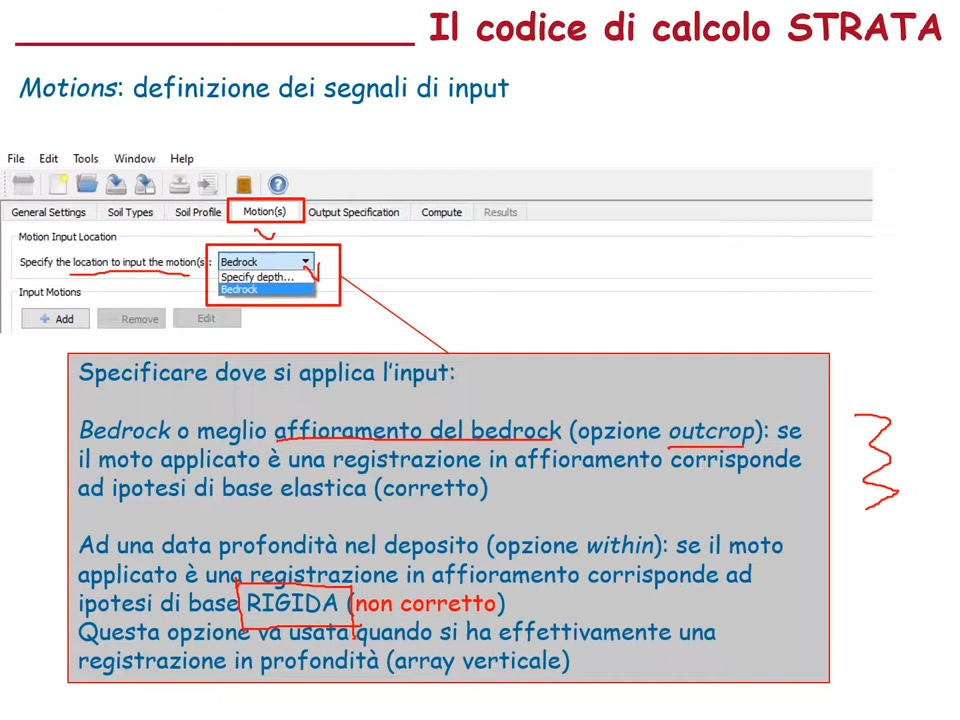 Il codice di calcolo STRATA
Motions: definizione dei segnali di input
File Edit Tools Window Help
General Settings Soil Types Soil Profile Motion(s) Output Specification Compute Results
Motion Input Location
Specify the location to input the motion(s): Bedrock
Specify depth...
Bedrock
Input Motions
Add Remove Edit
Specificare dove si applica l'input:
Bedrock o meglio affioramento del bedrock (opzione outcrop): se
il moto applicato è una registrazione in affioramento corrisponde
ad ipotesi di base elastica (corretto)
Ad una data profondità nel deposito (opzione within): se il moto
applicato è una registrazione in affioramento corrisponde ad
ipotesi di base RIGIDA (non corretto)
Questa opzione va usata quando si ha effettivamente una
registrazione in profondità (array verticale)